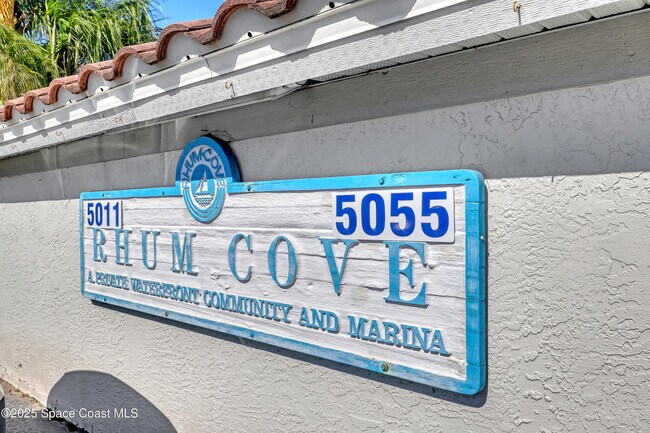 RHUM COVE
5011
5055
RHUM COVE
A PRIVATE WATERFRONT COMMUNITY AND MARINA
©2025 Space Coast MLS